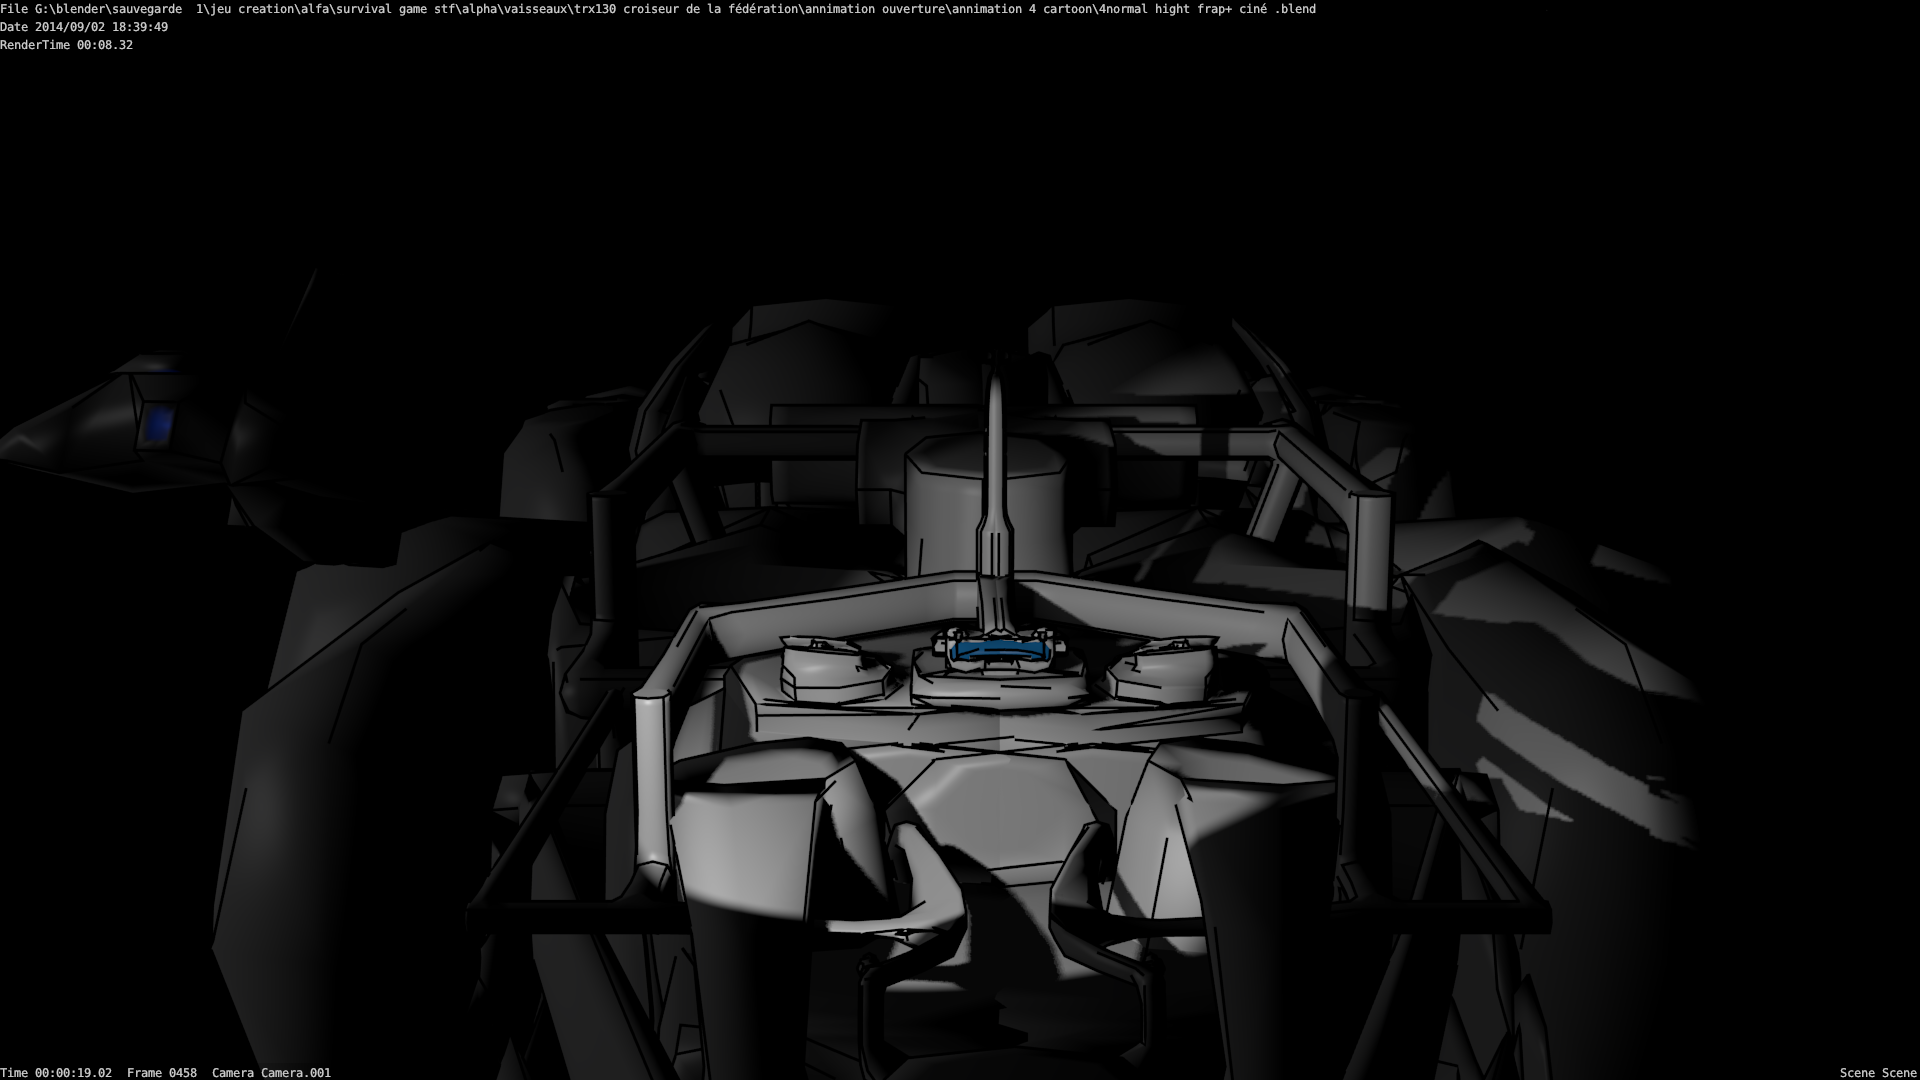 File G:\blender\sauvegarde  1\jeu creation\alfa\survival game stf\alpha\vaisseaux\trx130 croiseur de la fédération\annimation ouverture\annimation 4 cartoon\4normal hight frap+ ciné .blend
Date 2014/09/02 18:39:49
RenderTime 00:08.32
Time 00:00:19.02  Frame 0458  Camera Camera.001
Scene Scene